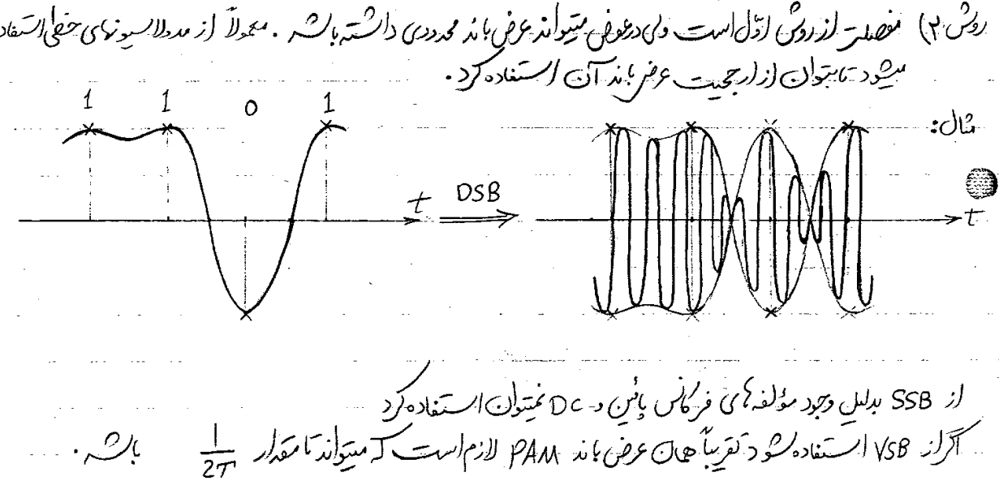 روش ۲) مفصلتر از روش اوّل است ولی درعوض میتواند عرض باند محدودی داشته باشد . معمولاً از مدولاسیونهای خطی استفاده
میشود تا بتوان از ارجحیت عرض باند آن استفاده کرد .
مثال:
1 1 0 1
t DSB t
از SSB بدلیل وجود مؤلفه‌های فرکانس پائین و DC نمیتوان استفاده کرد
اگر از VSB استفاده شود تقریباً همان عرض باند PAM لازم است که میتواند تا مقدار 1/2T باشد .